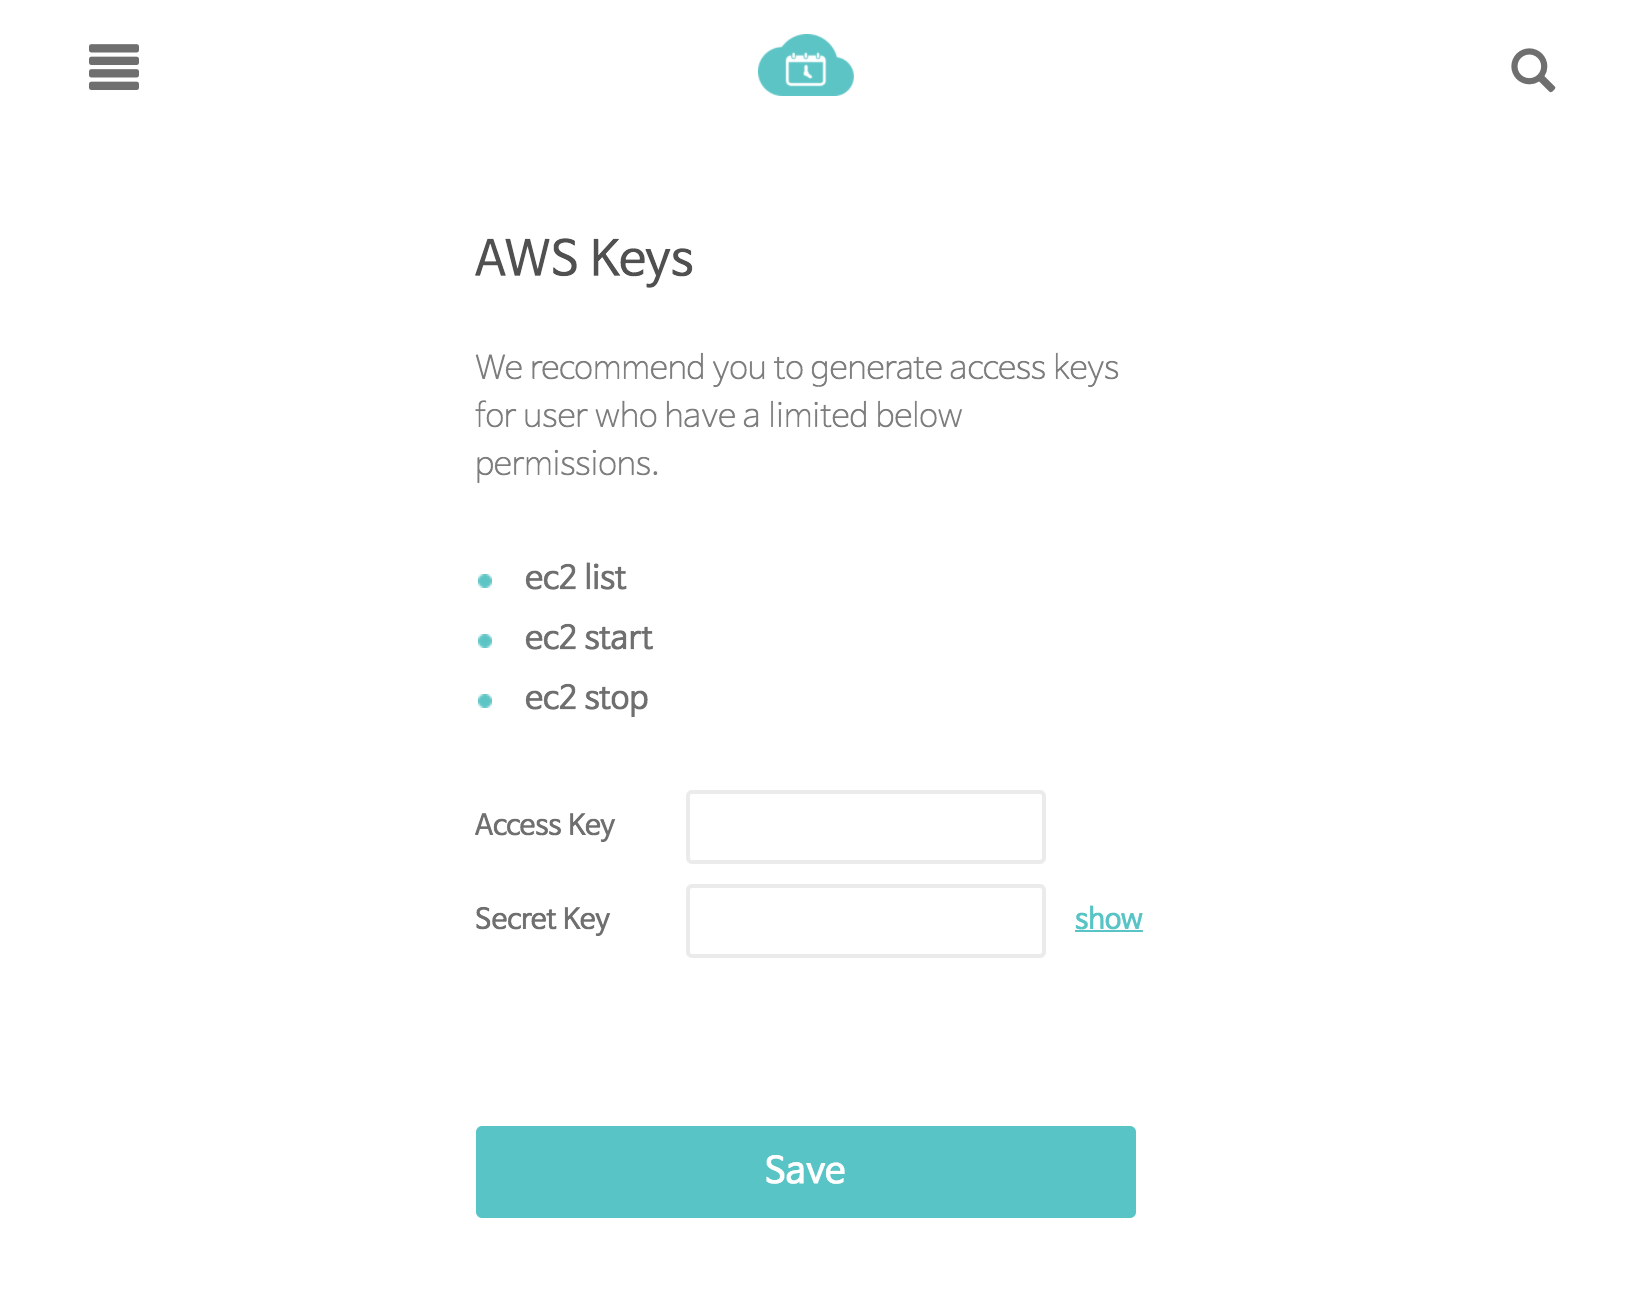 AWS Keys
We recommend you to generate access keys
for user who have a limited below
permissions.
ec2 list
ec2 start
ec2 stop
Access Key
Secret Key show
Save